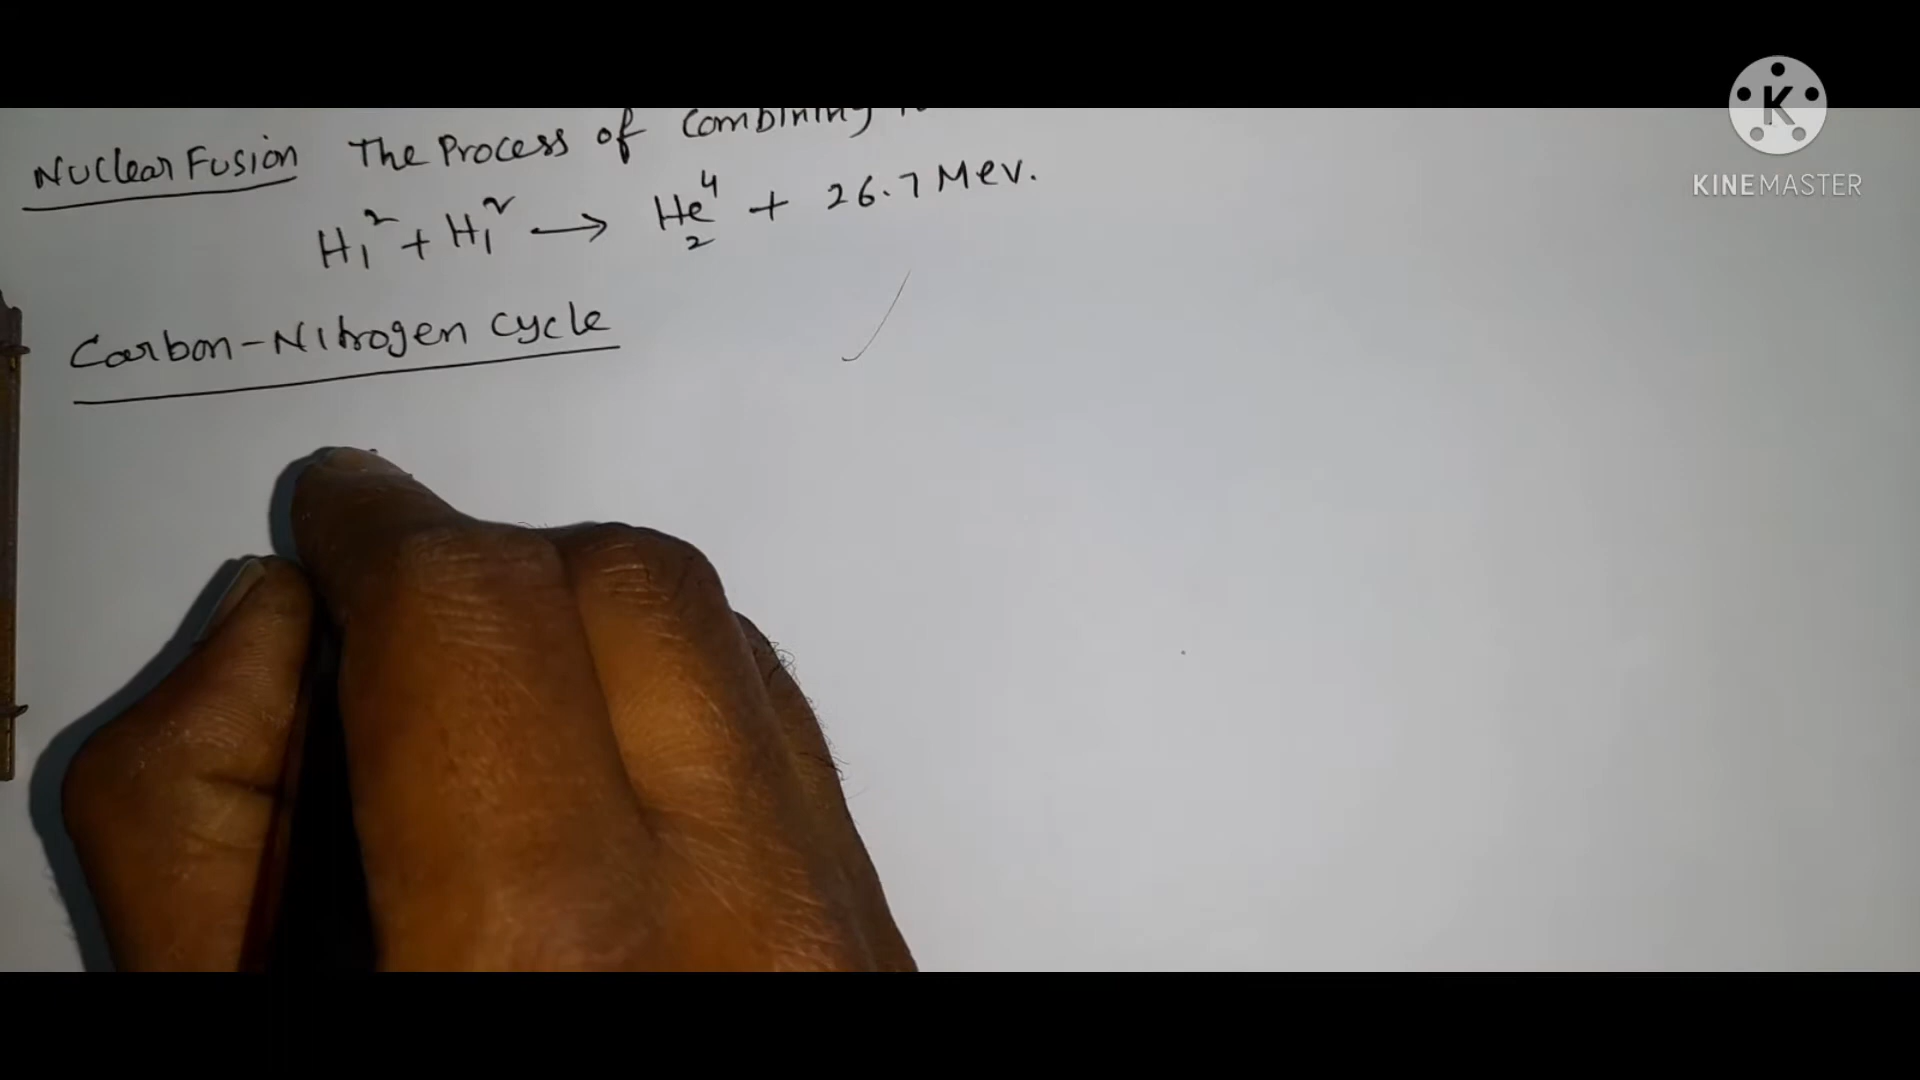 Nuclear Fusion The Process of Combining
H₁² + H₁² → He₂⁴ + 26.7 Mev.
Carbon-Nitrogen Cycle
K
KINEMASTER